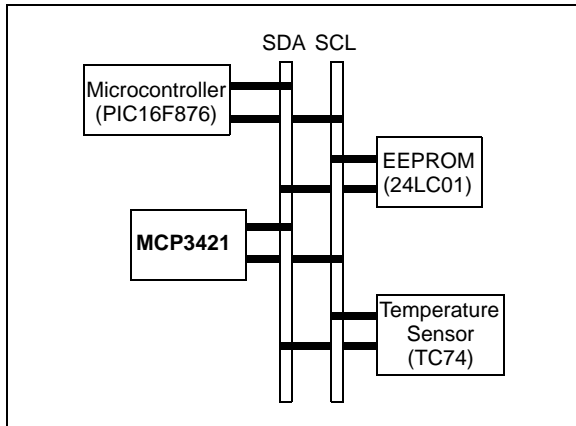 SDA SCL
Microcontroller
(PIC16F876)
EEPROM
(24LC01)
MCP3421
Temperature
Sensor
(TC74)